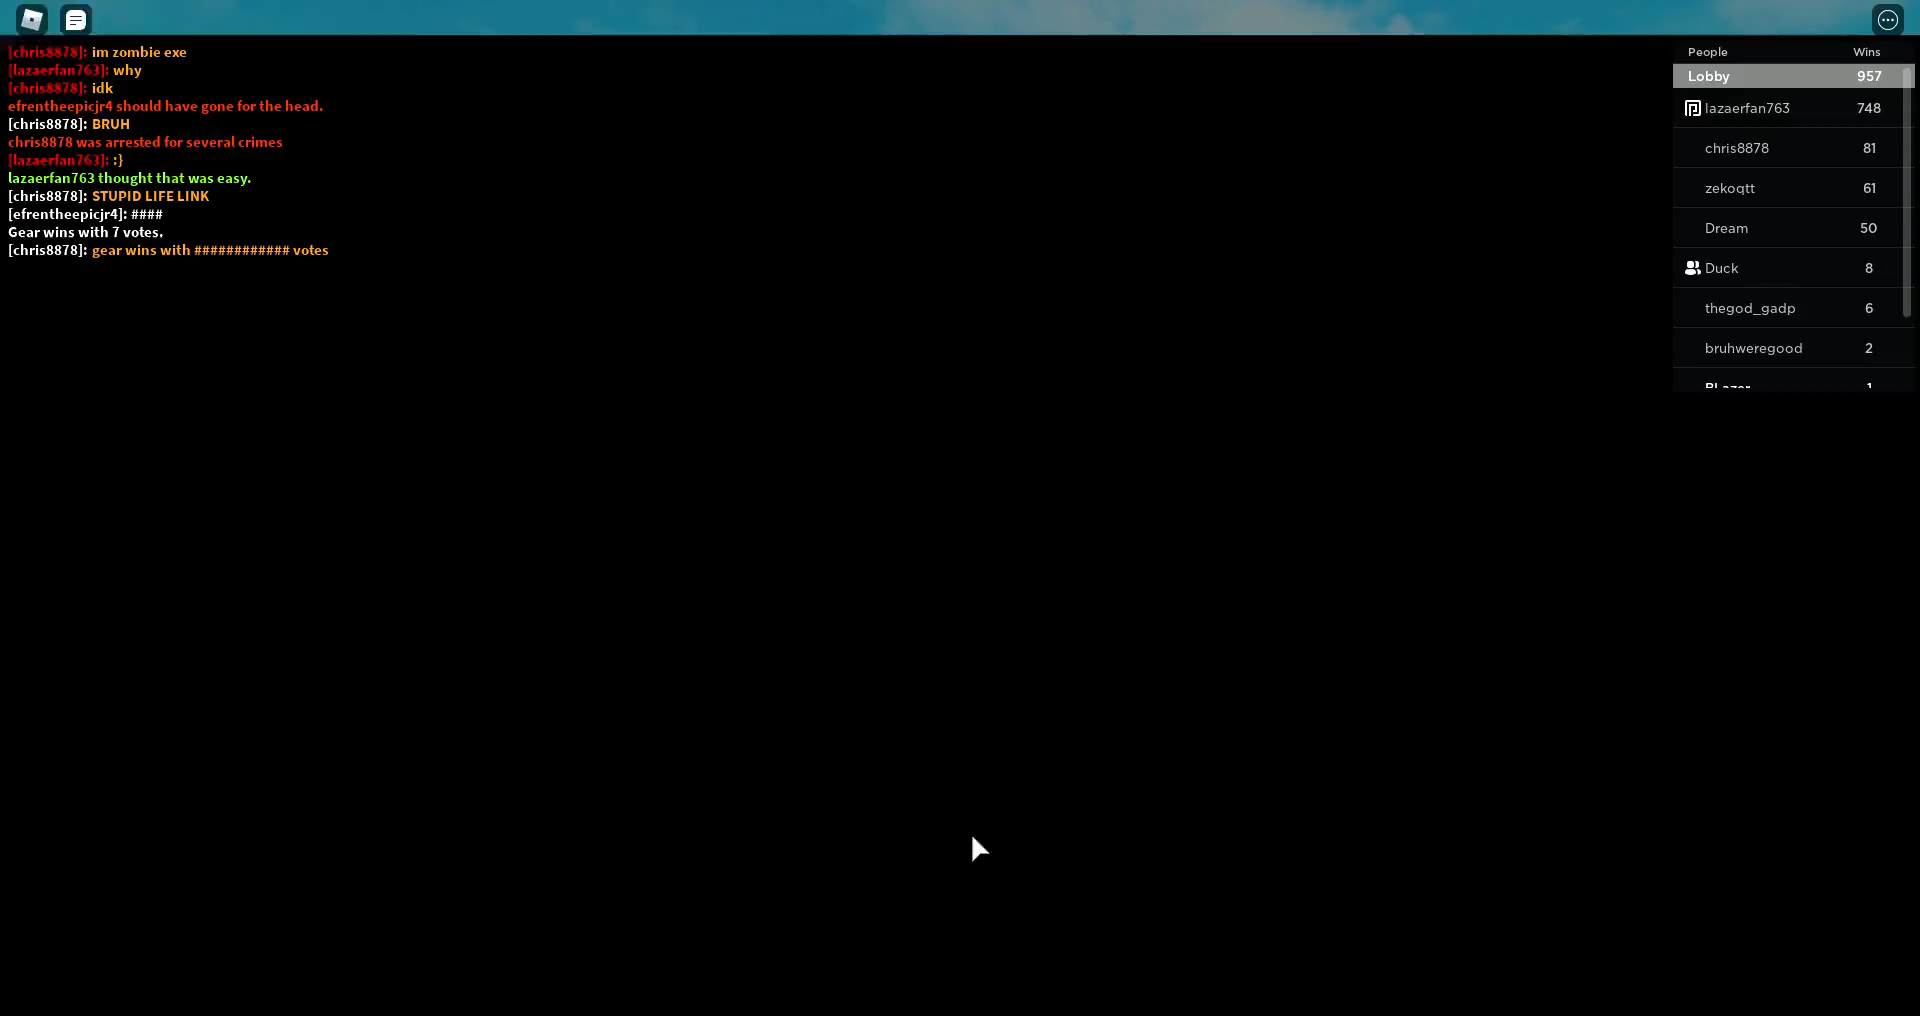 [chris8878]: im zombie exe
[lazaerfan763]: why
[chris8878]: idk
efrentheepicjr4 should have gone for the head.
[chris8878]: BRUH
chris8878 was arrested for several crimes
[lazaerfan763]: :}
lazaerfan763 thought that was easy.
[chris8878]: STUPID LIFE LINK
[efrentheepicjr4]: ####
Gear wins with 7 votes.
[chris8878]: gear wins with ############ votes
People Wins
Lobby 957
lazaerfan763 748
chris8878 81
zekoqtt 61
Dream 50
Duck 8
thegod_gadp 6
bruhweregood 2